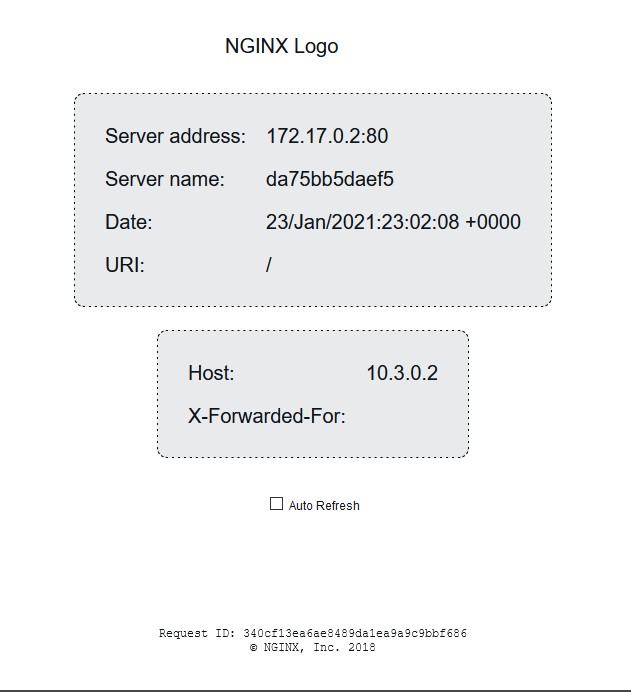 NGINX Logo
Server address: 172.17.0.2:80
Server name: da75bb5daef5
Date: 23/Jan/2021:23:02:08 +0000
URI: /
Host: 10.3.0.2
X-Forwarded-For:
Auto Refresh
Request ID: 340cf13ea6ae8489da1ea9a9c9bbf686
© NGINX, Inc. 2018